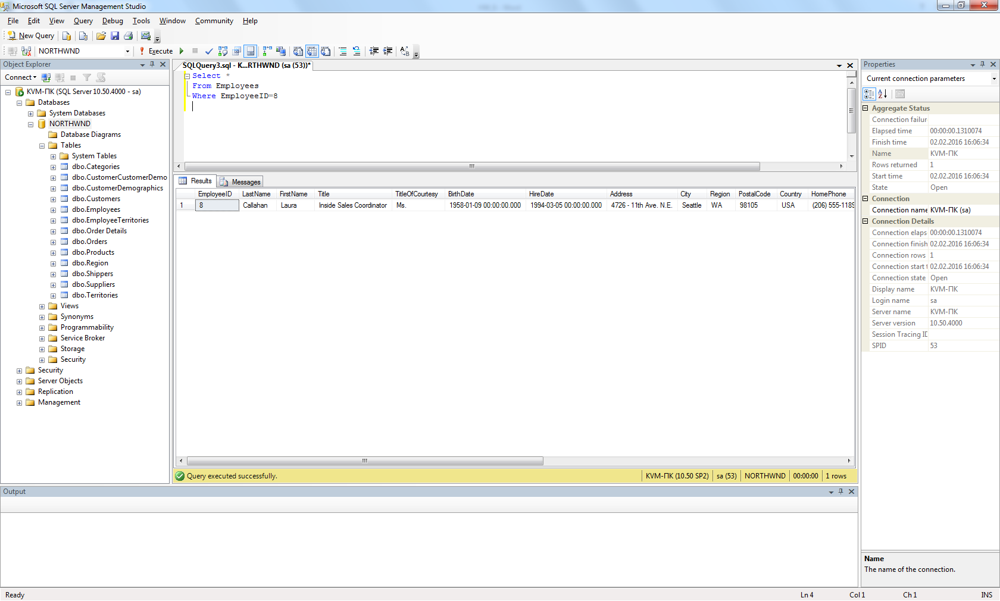 Microsoft SQL Server Management Studio
File Edit View Query Debug Tools Window Community Help
New Query
NORTHWND Execute
Object Explorer
Connect
KVM-ПК (SQL Server 10.50.4000 - sa)
Databases
System Databases
NORTHWND
Database Diagrams
Tables
System Tables
dbo.Categories
dbo.CustomerCustomerDemo
dbo.CustomerDemographics
dbo.Customers
dbo.Employees
dbo.EmployeeTerritories
dbo.Order Details
dbo.Orders
dbo.Products
dbo.Region
dbo.Shippers
dbo.Suppliers
dbo.Territories
Views
Synonyms
Programmability
Service Broker
Storage
Security
Security
Server Objects
Replication
Management
SQLQuery3.sql - K...RTHWND (sa (53))*
Select *
From Employees
Where EmployeeID=8
Results Messages
EmployeeID LastName FirstName Title TitleOfCourtesy BirthDate HireDate Address City Region PostalCode Country HomePhone
1 8 Callahan Laura Inside Sales Coordinator Ms. 1958-01-09 00:00:00.000 1994-03-05 00:00:00.000 4726 - 11th Ave. N.E. Seattle WA 98105 USA (206) 555-1189
Query executed successfully. KVM-ПК (10.50 SP2) sa (53) NORTHWND 00:00:00 1 rows
Properties
Current connection parameters
Aggregate Status
Connection failur
Elapsed time 00:00:00.1310074
Finish time 02.02.2016 16:06:34
Name KVM-ПК
Rows returned 1
Start time 02.02.2016 16:06:34
State Open
Connection
Connection name KVM-ПК (sa)
Connection Details
Connection elaps 00:00:00.1310074
Connection finish 02.02.2016 16:06:34
Connection rows 1
Connection start t 02.02.2016 16:06:34
Connection state Open
Display name KVM-ПК
Login name sa
Server name KVM-ПК
Server version 10.50.4000
Session Tracing ID
SPID 53
Name
The name of the connection.
Output
Ready Ln 4 Col 1 Ch 1 INS